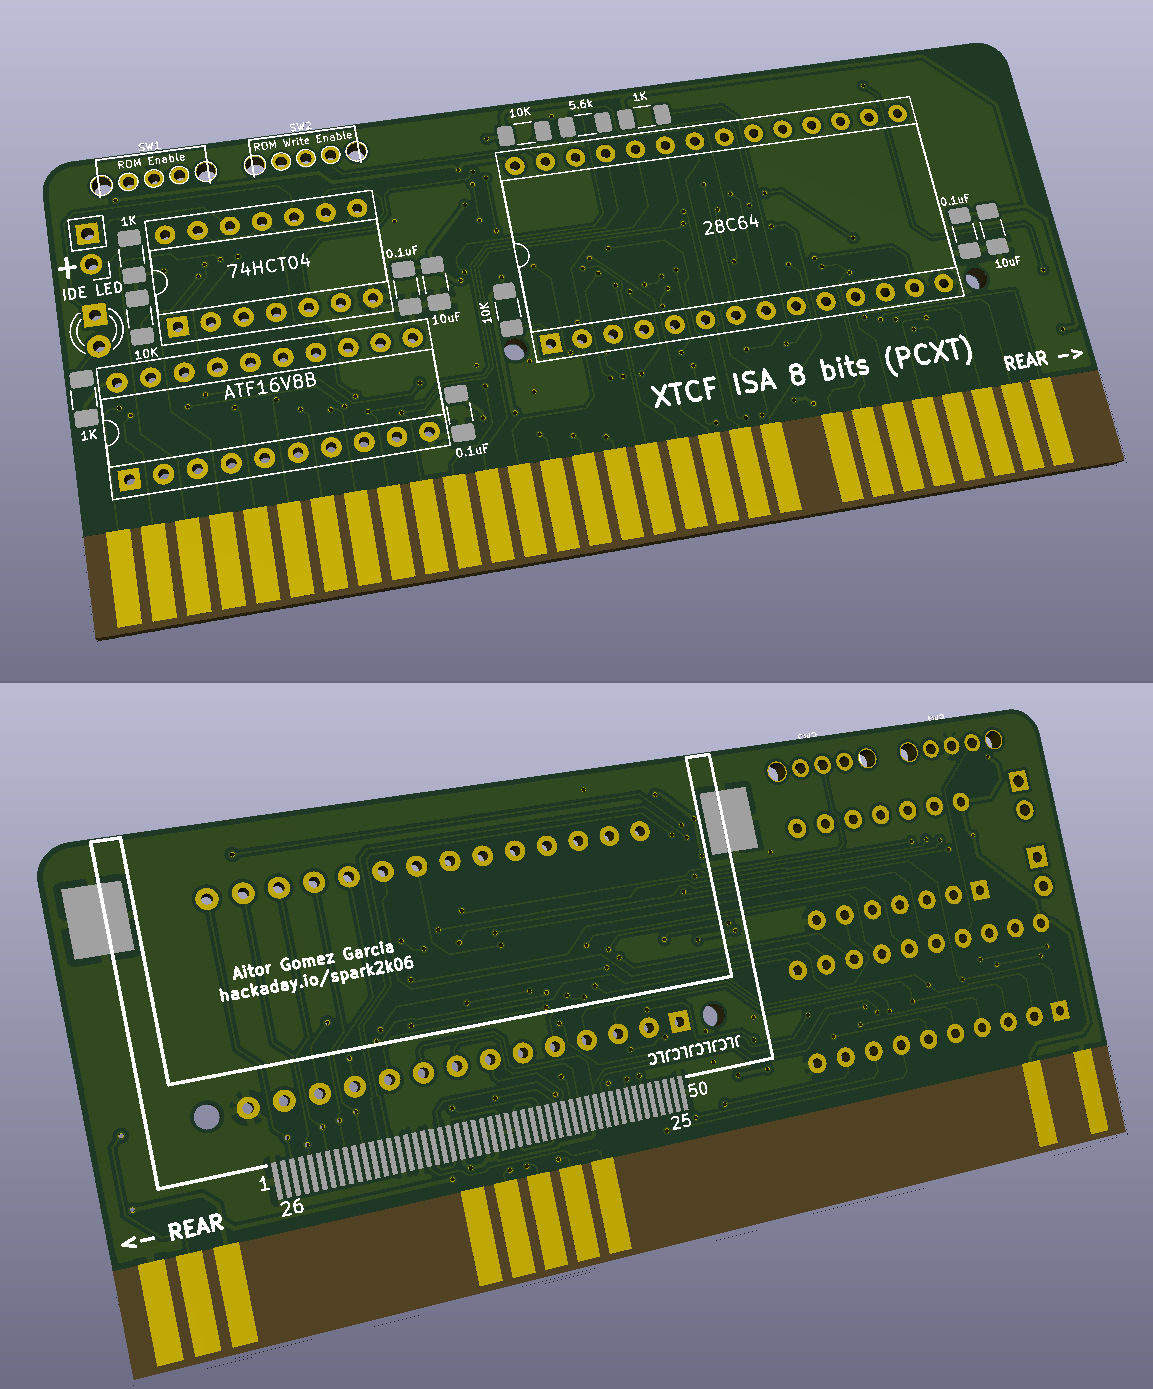 SW1
SW2
ROM Enable
ROM Write Enable
10K
5.6k
1K
1K
74HCT04
0.1uF
10uF
28C64
0.1uF
10uF
+
IDE LED
10K
10K
ATF16V8B
1K
0.1uF
XTCF ISA 8 bits (PCXT)
REAR ->
Aitor Gomez Garcia
hackaday.io/spark2k06
JLCJLCJLCJLC
50
25
1
26
<- REAR